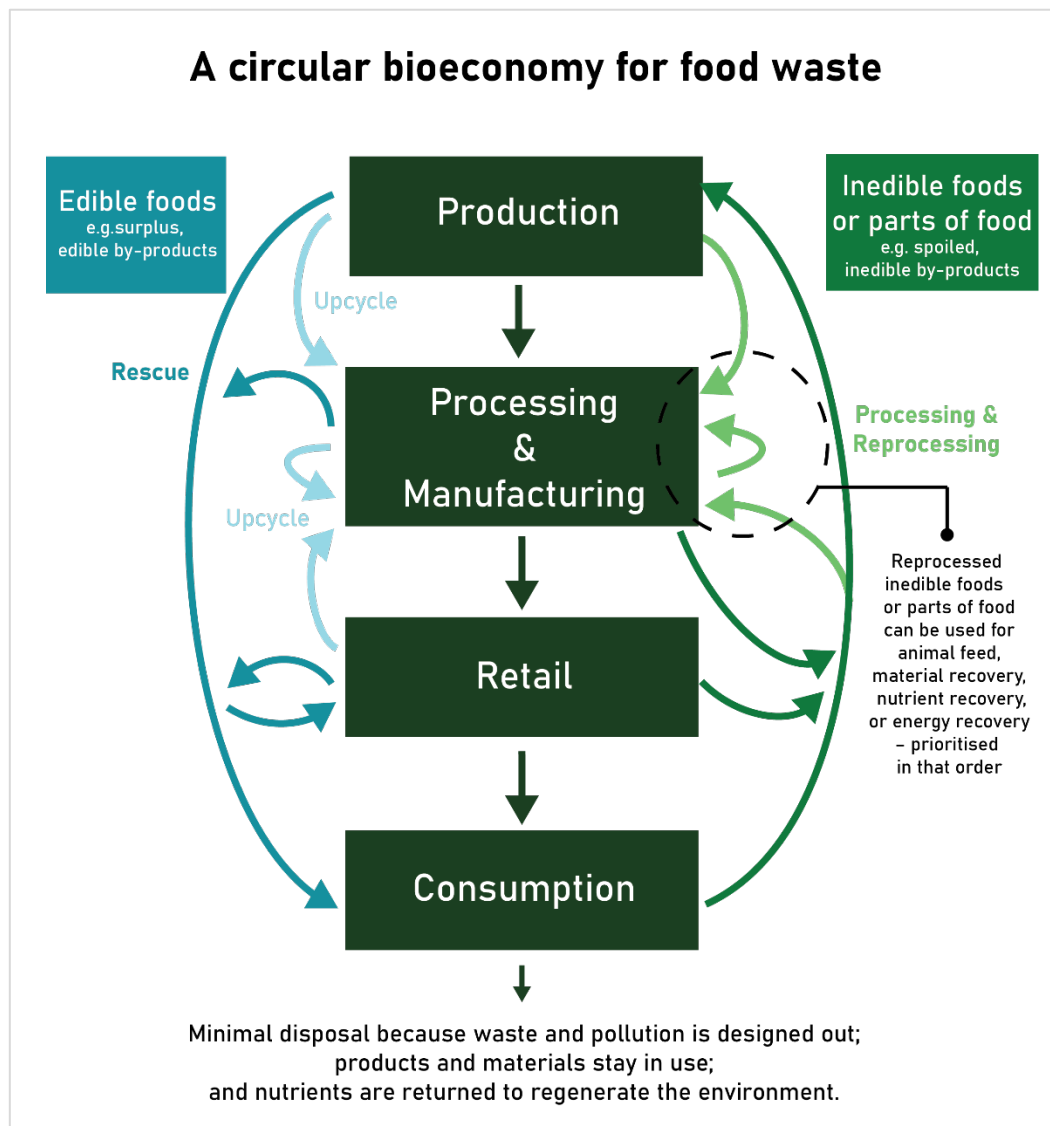 A circular bioeconomy for food waste
Edible foods
e.g.surplus,
edible by-products
Production
Inedible foods
or parts of food
e.g. spoiled,
inedible by-products
Upcycle
Rescue
Processing
&
Manufacturing
Processing &
Reprocessing
Upcycle
Reprocessed
inedible foods
or parts of food
can be used for
animal feed,
material recovery,
nutrient recovery,
or energy recovery
– prioritised
in that order
Retail
Consumption
Minimal disposal because waste and pollution is designed out;
products and materials stay in use;
and nutrients are returned to regenerate the environment.